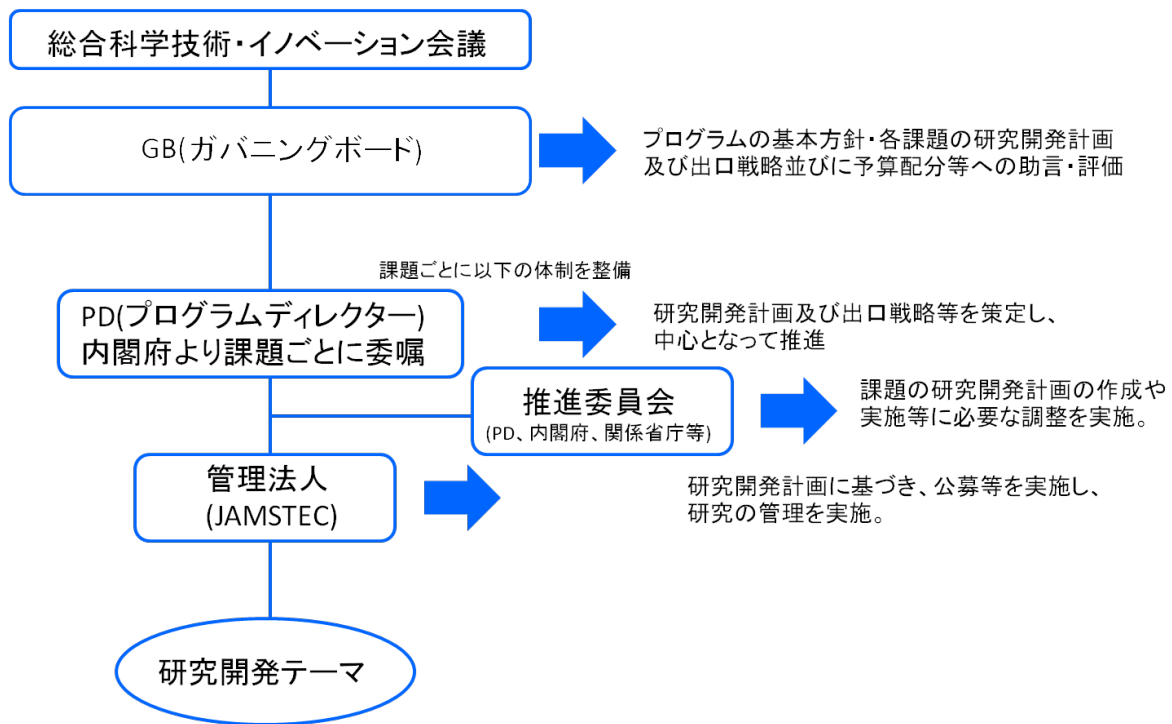 総合科学技術・イノベーション会議
GB(ガバニングボード)
プログラムの基本方針・各課題の研究開発計画
及び出口戦略並びに予算配分等への助言・評価
課題ごとに以下の体制を整備
PD(プログラムディレクター)
内閣府より課題ごとに委嘱
研究開発計画及び出口戦略等を策定し、
中心となって推進
推進委員会
(PD、内閣府、関係省庁等)
課題の研究開発計画の作成や
実施等に必要な調整を実施。
管理法人
(JAMSTEC)
研究開発計画に基づき、公募等を実施し、
研究の管理を実施。
研究開発テーマ